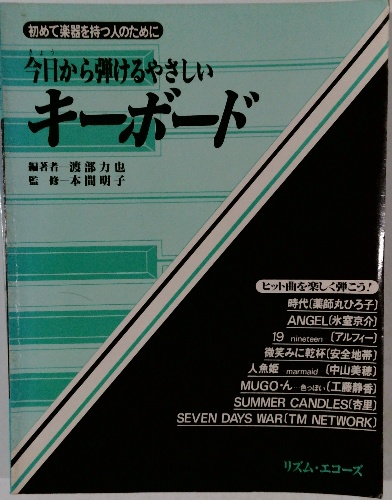 初めて楽器を持つ人のために
きょう
今日から弾けるやさしい
キーボード
編著者 渡部力也
監 修 本間明子
ヒット曲を楽しく弾こう!
時代〔薬師丸ひろ子〕
ANGEL〔氷室京介〕
19 nineteen 〔アルフィー〕
微笑みに乾杯〔安全地帯〕
人魚姫 marmaid 〔中山美穂〕
MUGO・ん…色っぽい〔工藤静香〕
SUMMER CANDLES〔杏里〕
SEVEN DAYS WAR〔TM NETWORK〕
リズム・エコーズ